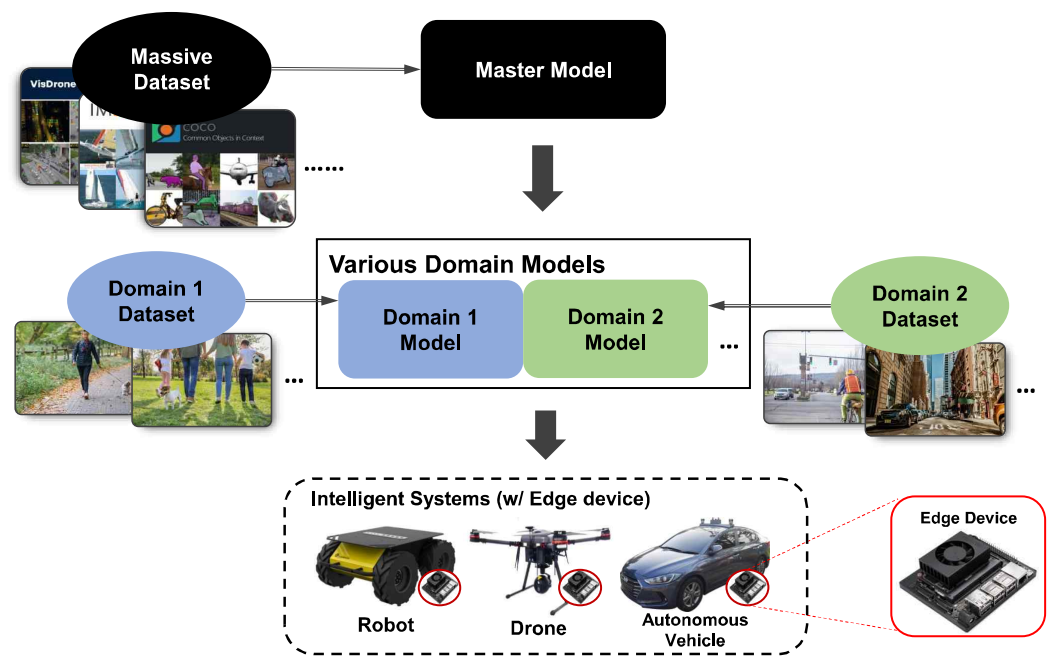 Massive
Dataset
Master Model
VisDrone
IM
COCO
Common Objects in Context
......
Various Domain Models
Domain 1
Dataset
Domain 1
Model
Domain 2
Model
...
Domain 2
Dataset
...
...
Intelligent Systems (w/ Edge device)
Robot
Drone
Autonomous
Vehicle
Edge Device